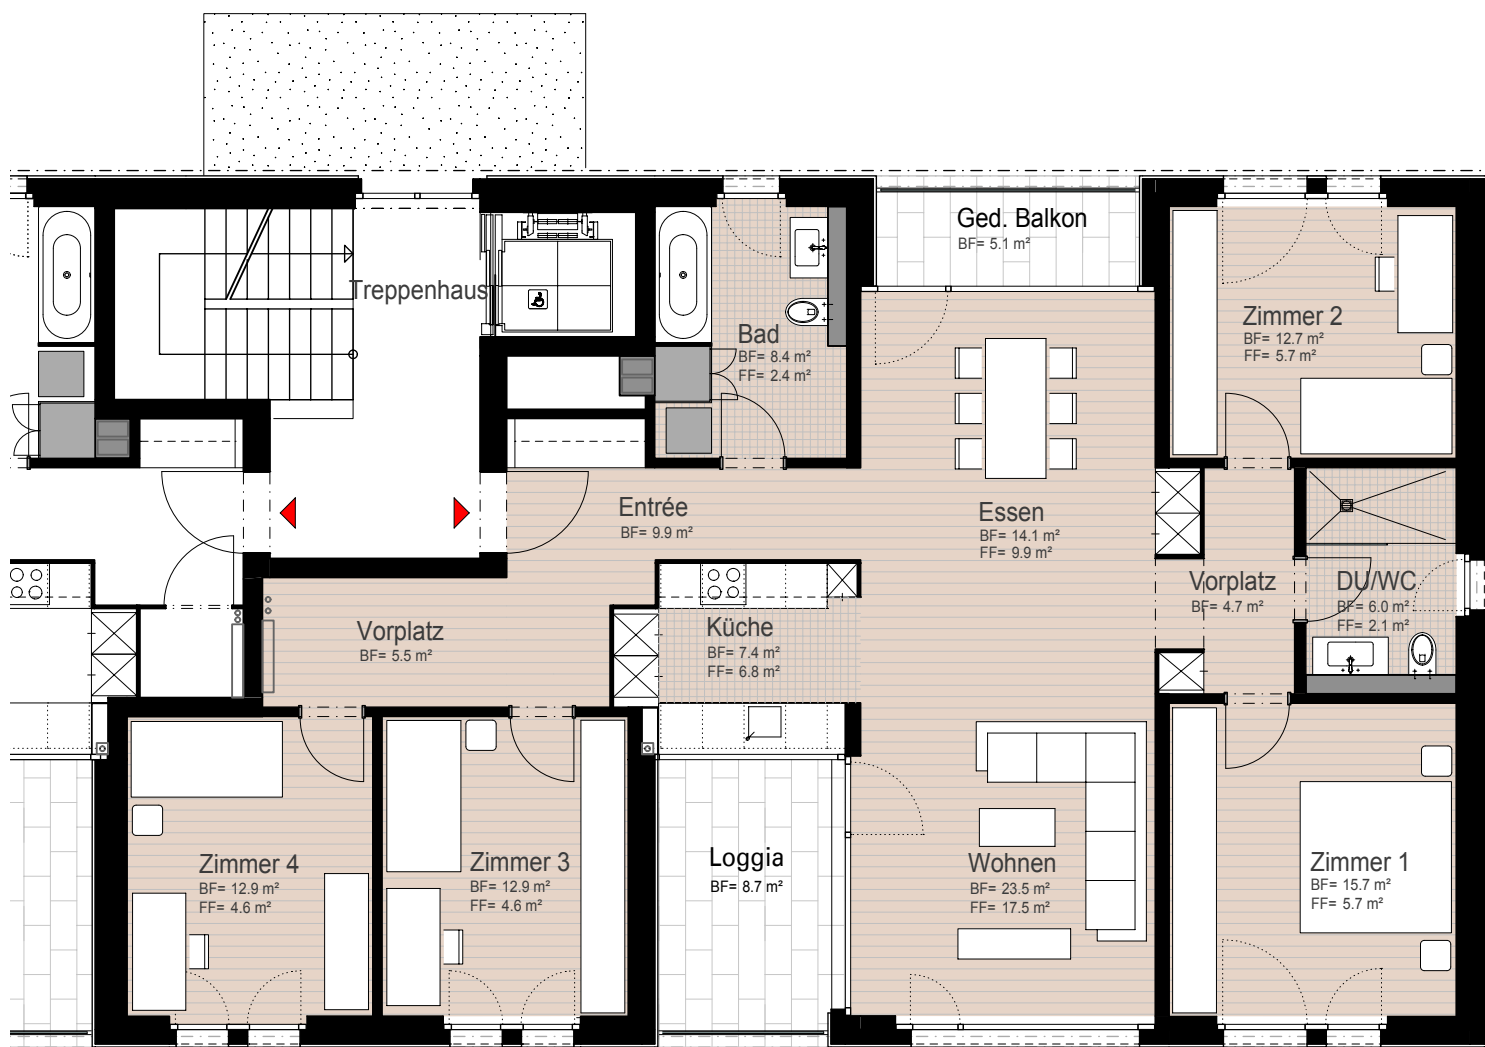 Ged. Balkon
BF= 5.1 m²
Treppenhaus
Bad
BF= 8.4 m²
FF= 2.4 m²
Zimmer 2
BF= 12.7 m²
FF= 5.7 m²
Entrée
BF= 9.9 m²
Essen
BF= 14.1 m²
FF= 9.9 m²
Vorplatz
BF= 4.7 m²
DU/WC
BF= 6.0 m²
FF= 2.1 m²
Vorplatz
BF= 5.5 m²
Küche
BF= 7.4 m²
FF= 6.8 m²
Zimmer 4
BF= 12.9 m²
FF= 4.6 m²
Zimmer 3
BF= 12.9 m²
FF= 4.6 m²
Loggia
BF= 8.7 m²
Wohnen
BF= 23.5 m²
FF= 17.5 m²
Zimmer 1
BF= 15.7 m²
FF= 5.7 m²